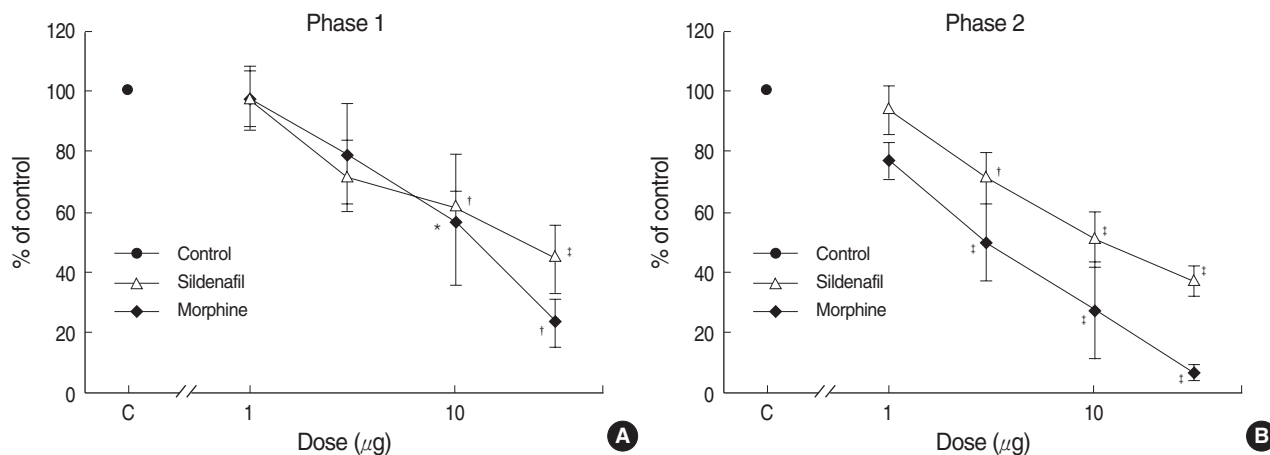 Phase 1
120
100
80
60
40
20
0
% of control
Control
Sildenafil
Morphine
*
†
†
‡
C
1
10
Dose (μg)
A
Phase 2
120
100
80
60
40
20
0
% of control
Control
Sildenafil
Morphine
†
‡
‡
‡
‡
‡
C
1
10
Dose (μg)
B